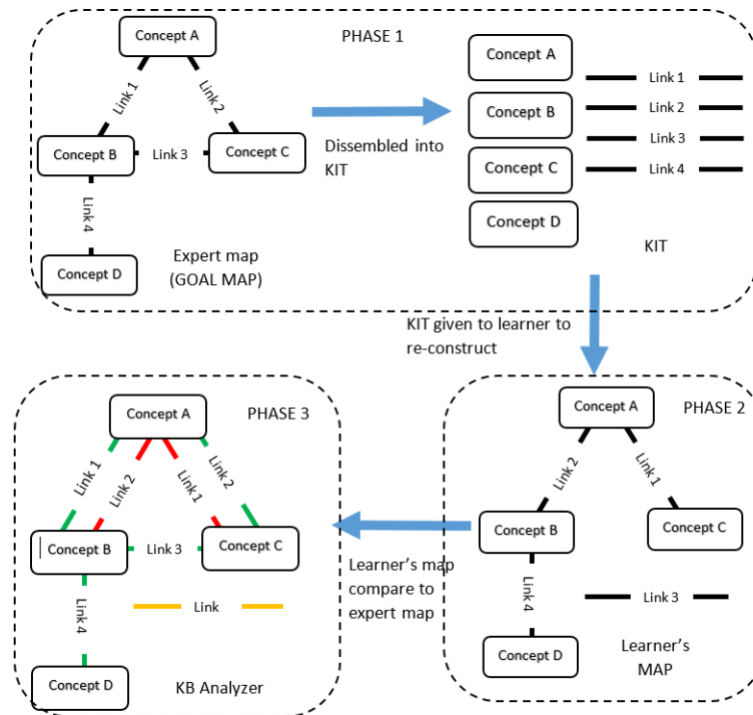 PHASE 1
Concept A
Link 1
Link 2
Concept B
Link 3
Concept C
Link 4
Concept D
Expert map
(GOAL MAP)
Dissembled into
KIT
Concept A
Concept B
Concept C
Concept D
Link 1
Link 2
Link 3
Link 4
KIT
KIT given to learner to
re-construct
PHASE 2
Concept A
Link 2
Link 1
Concept B
Concept C
Link 4
Link 3
Concept D
Learner's
MAP
Learner's map
compare to
expert map
PHASE 3
Concept A
Link 1
Link 2
Link 1
Link 2
Concept B
Link 3
Concept C
Link 4
Link
Concept D
KB Analyzer